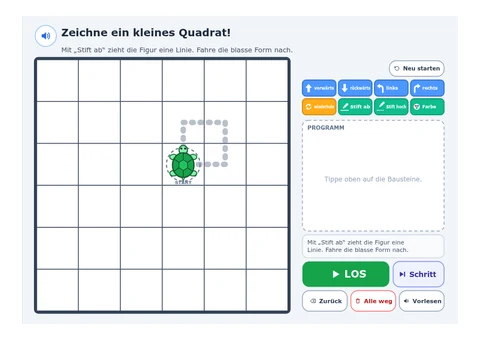 Zeichne ein kleines Quadrat!
Mit „Stift ab“ zieht die Figur eine Linie. Fahre die blasse Form nach.
Neu starten
vorwärts
rückwärts
links
rechts
wiederhole
Stift ab
Stift hoch
Farbe
PROGRAMM
Tippe oben auf die Bausteine.
START
Mit „Stift ab“ zieht die Figur eine
Linie. Fahre die blasse Form nach.
LOS
Schritt
Zurück
Alle weg
Vorlesen